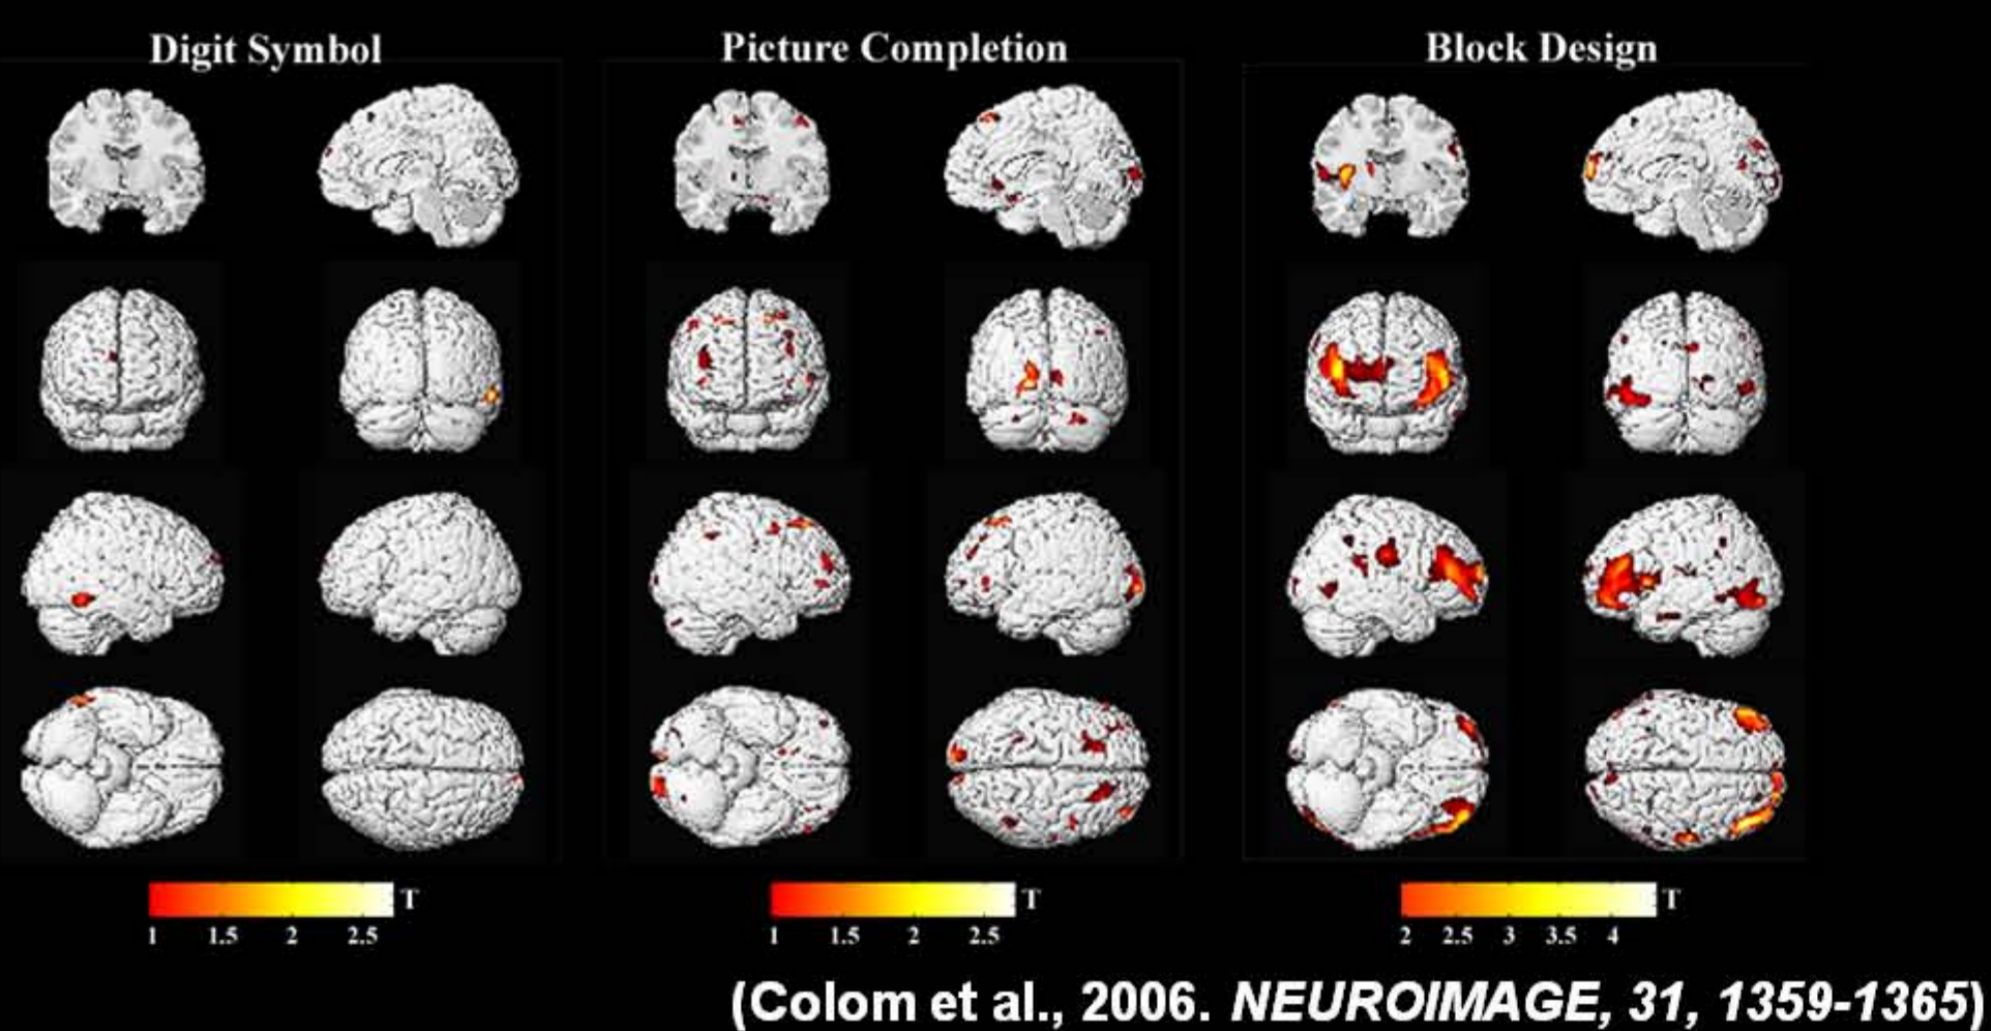 Digit Symbol
Picture Completion
Block Design
T
1 1.5 2 2.5
T
1 1.5 2 2.5
T
2 2.5 3 3.5 4
(Colom et al., 2006. NEUROIMAGE, 31, 1359-1365)